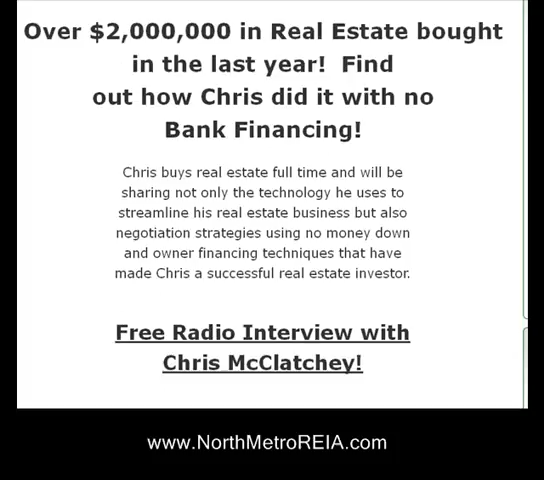 Over $2,000,000 in Real Estate bought
in the last year!  Find
out how Chris did it with no
Bank Financing!
Chris buys real estate full time and will be
sharing not only the technology he uses to
streamline his real estate business but also
negotiation strategies using no money down
and owner financing techniques that have
made Chris a successful real estate investor.
Free Radio Interview with
Chris McClatchey!
www.NorthMetroREIA.com